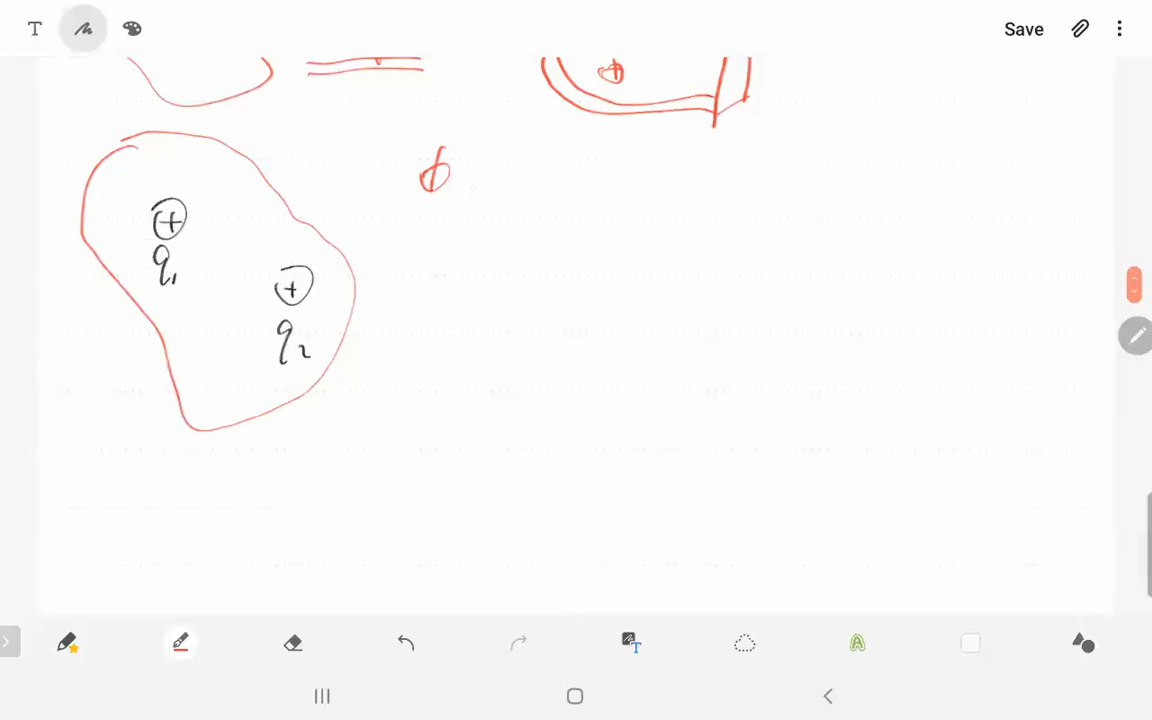 T Save
+
ϕ
+
q₁
+
q₂
T
A